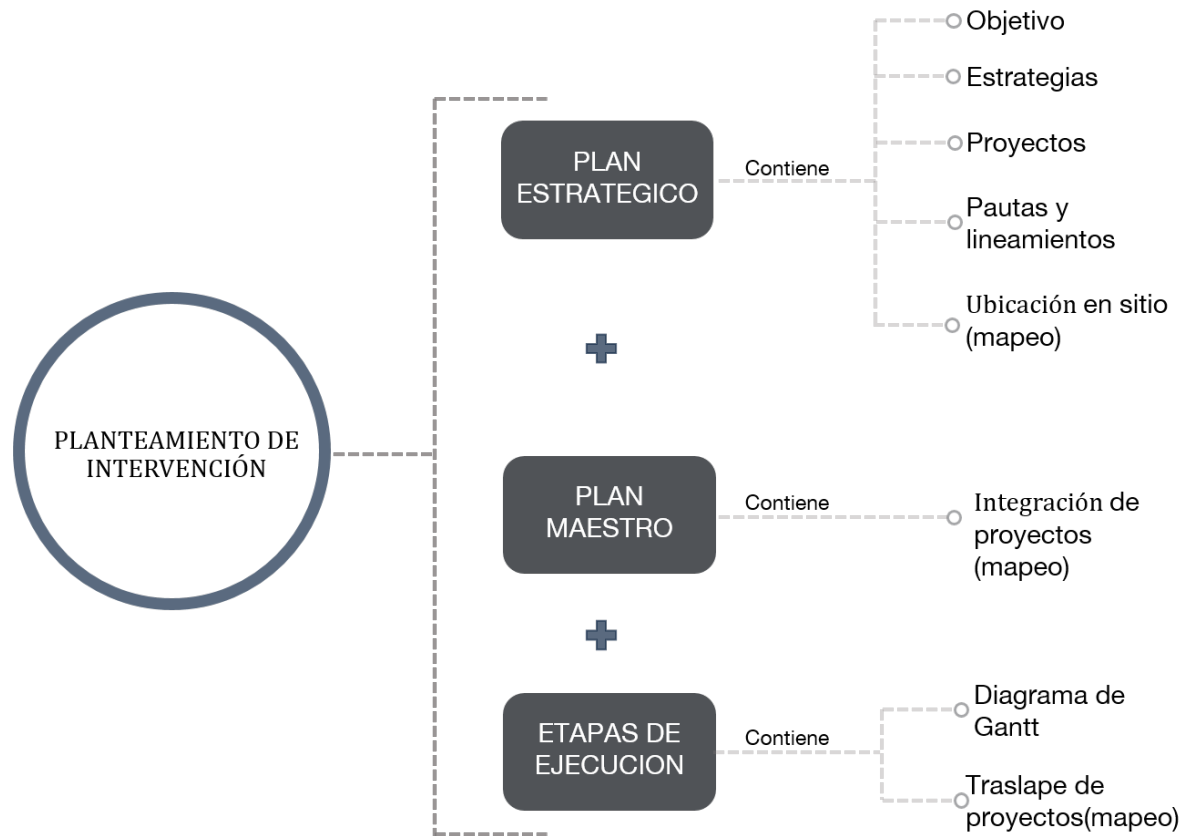 PLANTEAMIENTO DE
INTERVENCIÓN
PLAN
ESTRATEGICO
Contiene
Objetivo
Estrategias
Proyectos
Pautas y
lineamientos
Ubicación en sitio
(mapeo)
PLAN
MAESTRO
Contiene
Integración de
proyectos
(mapeo)
ETAPAS DE
EJECUCION
Contiene
Diagrama de
Gantt
Traslape de
proyectos(mapeo)